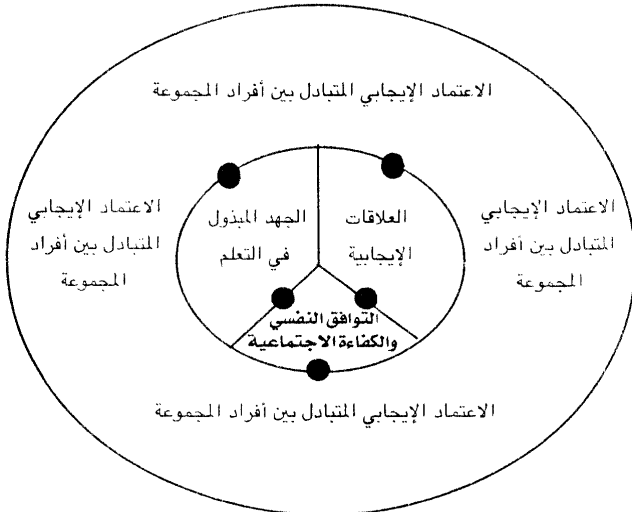 الاعتماد الإيجابي المتبادل بين أفراد المجموعة
الاعتماد الإيجابي
المتبادل بين أفراد
المجموعة
العلاقات
الإيجابية
الجهد المبذول
في التعلم
التوافق النفسي
والكفاءة الاجتماعية
الاعتماد الإيجابي
المتبادل بين أفراد
المجموعة
الاعتماد الإيجابي المتبادل بين أفراد المجموعة